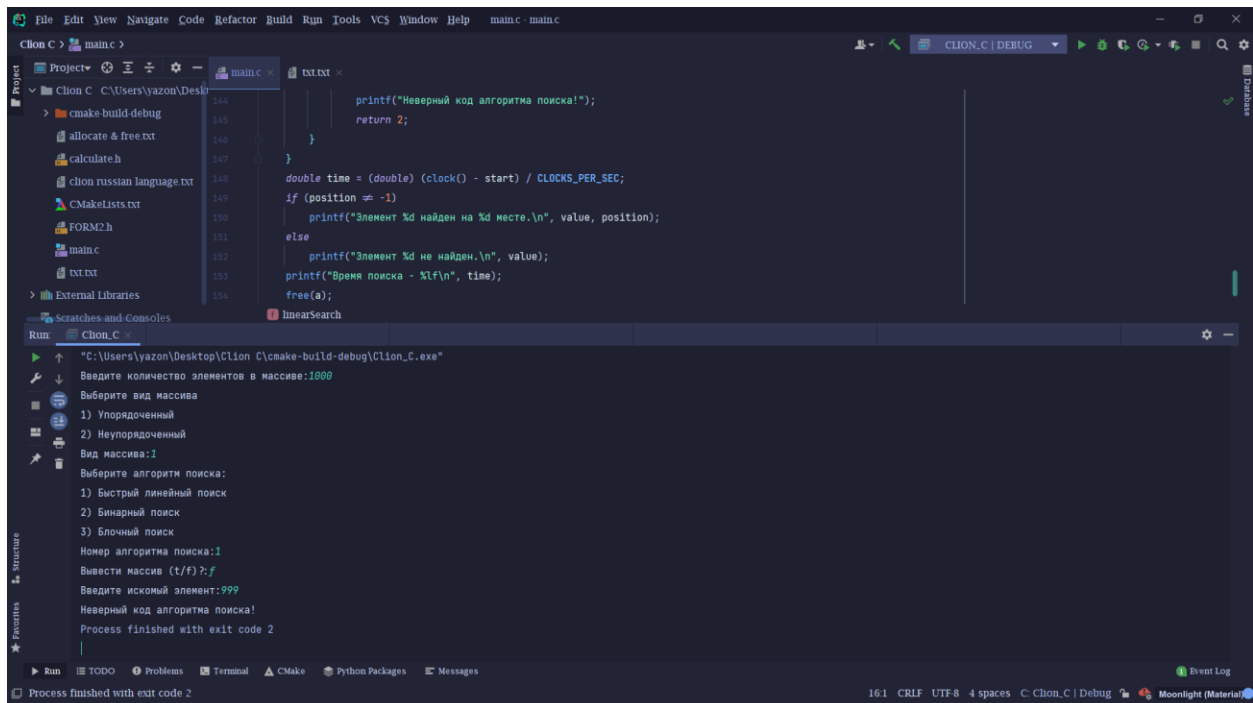 File Edit View Navigate Code Refactor Build Run Tools VCS Window Help main.c - main.c
Clion C > main.c >
CLION_C | DEBUG
Project
main.c ×
txt.txt ×
Project
Database
Clion C C:\Users\yazon\Deskt
cmake-build-debug
allocate & free.txt
calculate.h
clion russian language.txt
CMakeLists.txt
FORM2.h
main.c
txt.txt
External Libraries
Scratches and Consoles
144 printf("Неверный код алгоритма поиска!");
145 return 2;
146 }
147 }
148 double time = (double) (clock() - start) / CLOCKS_PER_SEC;
149 if (position ≠ -1)
150 printf("Элемент %d найден на %d месте.\n", value, position);
151 else
152 printf("Элемент %d не найден.\n", value);
153 printf("Время поиска - %lf\n", time);
154 free(a);
f linearSearch
Run: Clion_C ×
"C:\Users\yazon\Desktop\Clion C\cmake-build-debug\Clion_C.exe"
Введите количество элементов в массиве:1000
Выберите вид массива
1) Упорядоченный
2) Неупорядоченный
Вид массива:1
Выберите алгоритм поиска:
1) Быстрый линейный поиск
2) Бинарный поиск
3) Блочный поиск
Номер алгоритма поиска:1
Вывести массив (t/f)?:f
Введите искомый элемент:999
Неверный код алгоритма поиска!
Process finished with exit code 2
Structure
Favorites
Run TODO Problems Terminal CMake Python Packages Messages 1 Event Log
Process finished with exit code 2 16:1 CRLF UTF-8 4 spaces C: Clion_C | Debug Moonlight (Material)